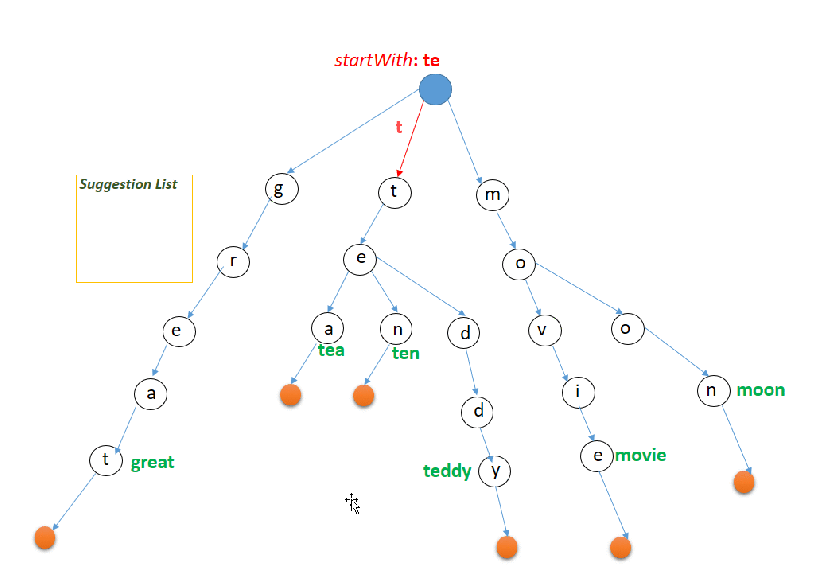 startWith: te
t
Suggestion List
g
t
m
r
e
o
e
a
n
d
v
o
tea
ten
a
d
i
n
moon
t
great
teddy
y
e
movie